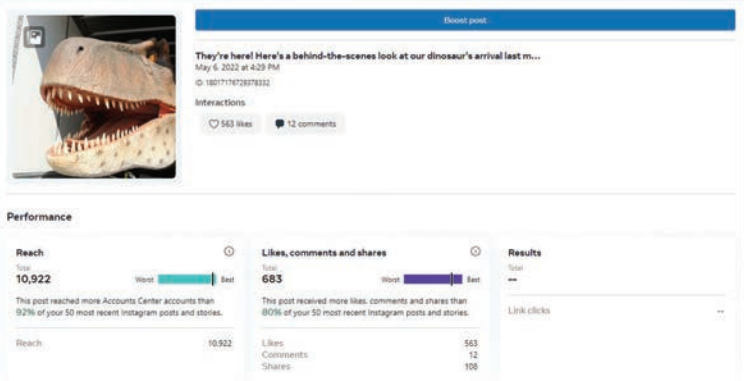 Boost post
They're here! Here's a behind-the-scenes look at our dinosaur's arrival last m...
May 6, 2022 at 4:29 PM
ID: 18017176729378332
Interactions
563 likes 12 comments
Performance
Reach
Total
10,922
Worst Best
This post reached more Accounts Center accounts than
92% of your 50 most recent Instagram posts and stories.
Reach 10,922
Likes, comments and shares
Total
683
Worst Best
This post received more likes, comments and shares than
80% of your 50 most recent Instagram posts and stories.
Likes 563
Comments 12
Shares 108
Results
Total
--
Link clicks --